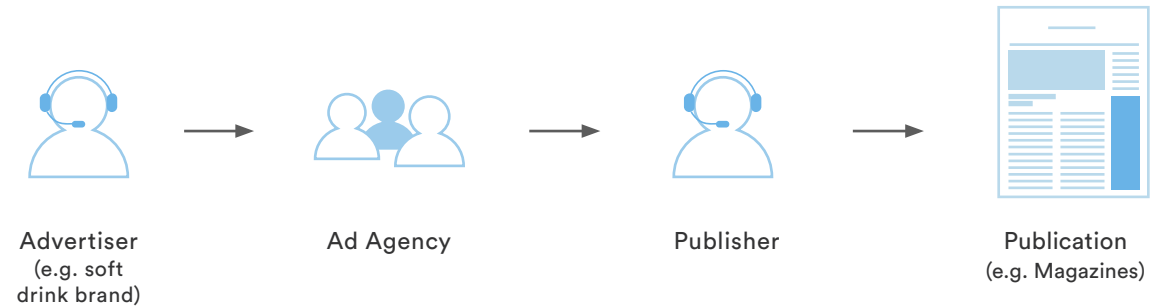 Advertiser
(e.g. soft
drink brand)
Ad Agency
Publisher
Publication
(e.g. Magazines)